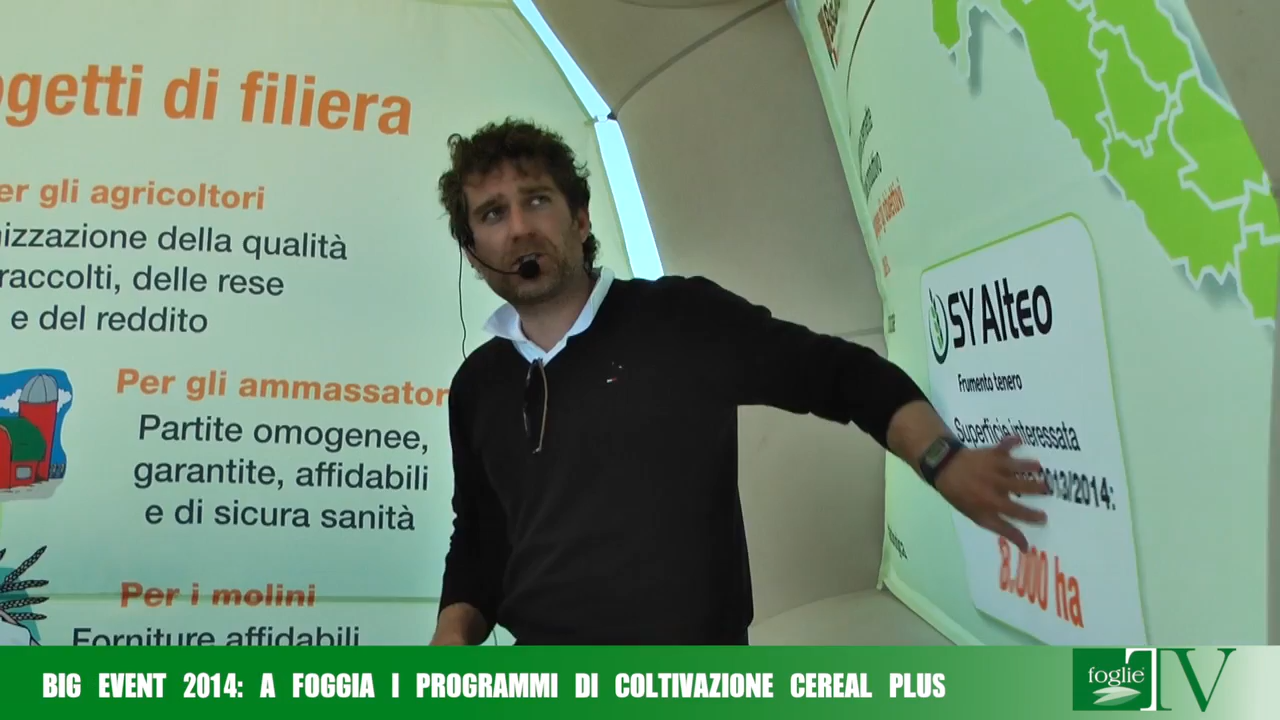 getti di filiera
er gli agricoltori
izzazione della qualità
raccolti, delle rese
e del reddito
Per gli ammassator
Partite omogenee,
garantite, affidabili
e di sicura sanità
Per i molini
Forniture affidabili
SY Alteo
Frumento tenero
Superficie interessata
2013/2014:
8.000 ha
BIG EVENT 2014: A FOGGIA I PROGRAMMI DI COLTIVAZIONE CEREAL PLUS
foglie TV